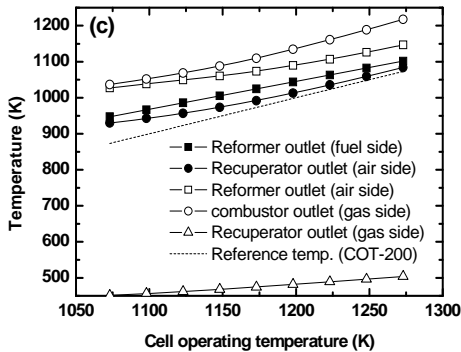 (c)
1200
1100
1000
900
800
700
600
500
Temperature (K)
Reformer outlet (fuel side)
Recuperator outlet (air side)
Reformer outlet (air side)
combustor outlet (gas side)
Recuperator outlet (gas side)
Reference temp. (COT-200)
1050 1100 1150 1200 1250 1300
Cell operating temperature (K)